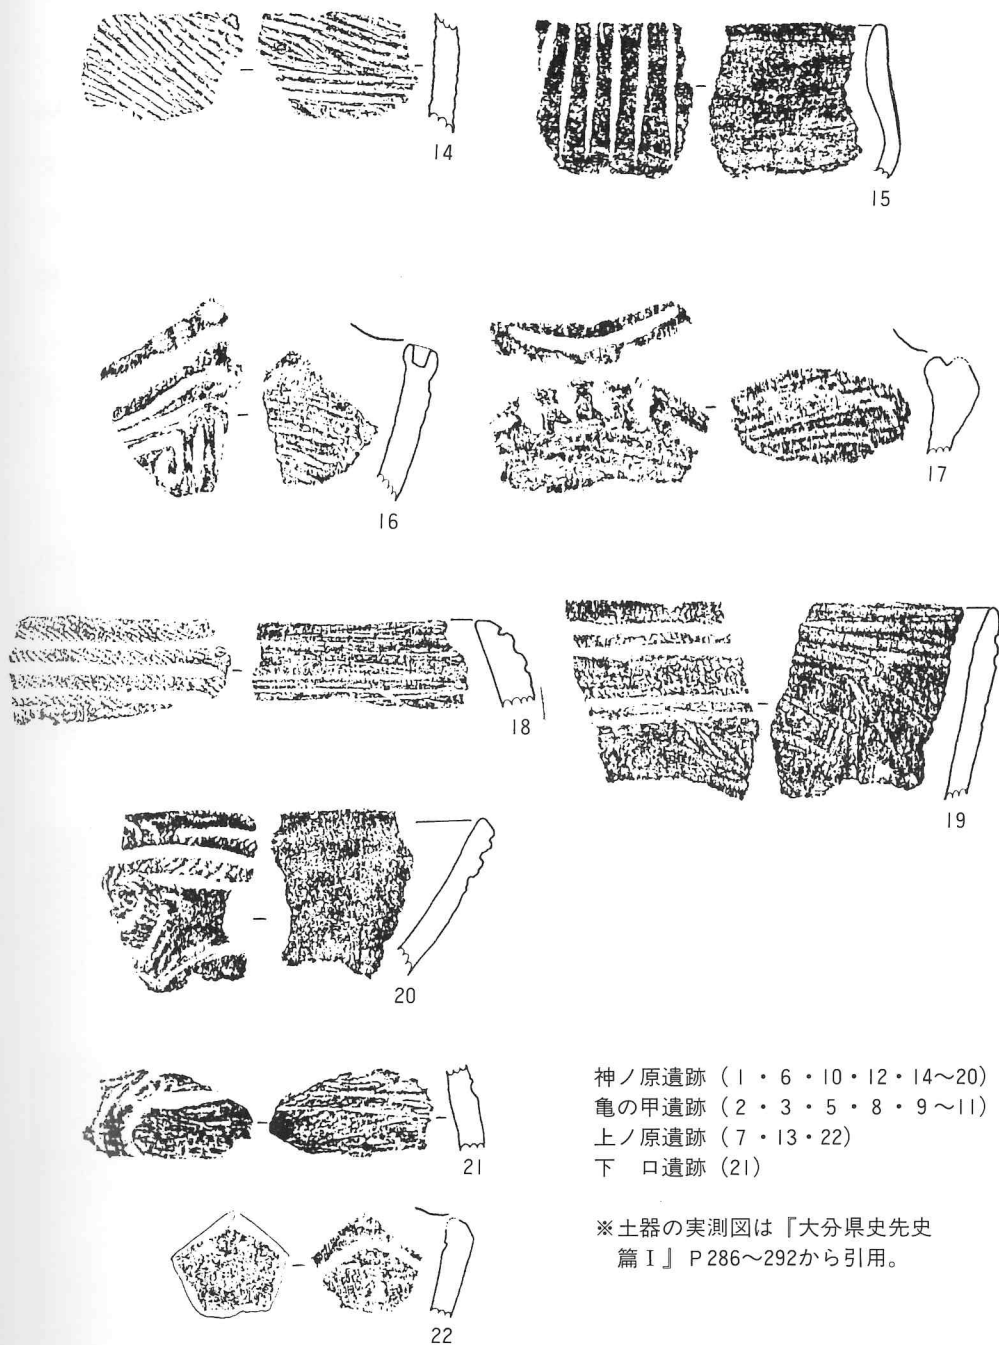 14
15
16
17
18
19
20
21
22
神ノ原遺跡（1・6・10・12・14～20）
亀の甲遺跡（2・3・5・8・9～11）
上ノ原遺跡（7・13・22）
下　口遺跡（21）
※土器の実測図は『大分県史先史
篇Ⅰ』P286～292から引用。